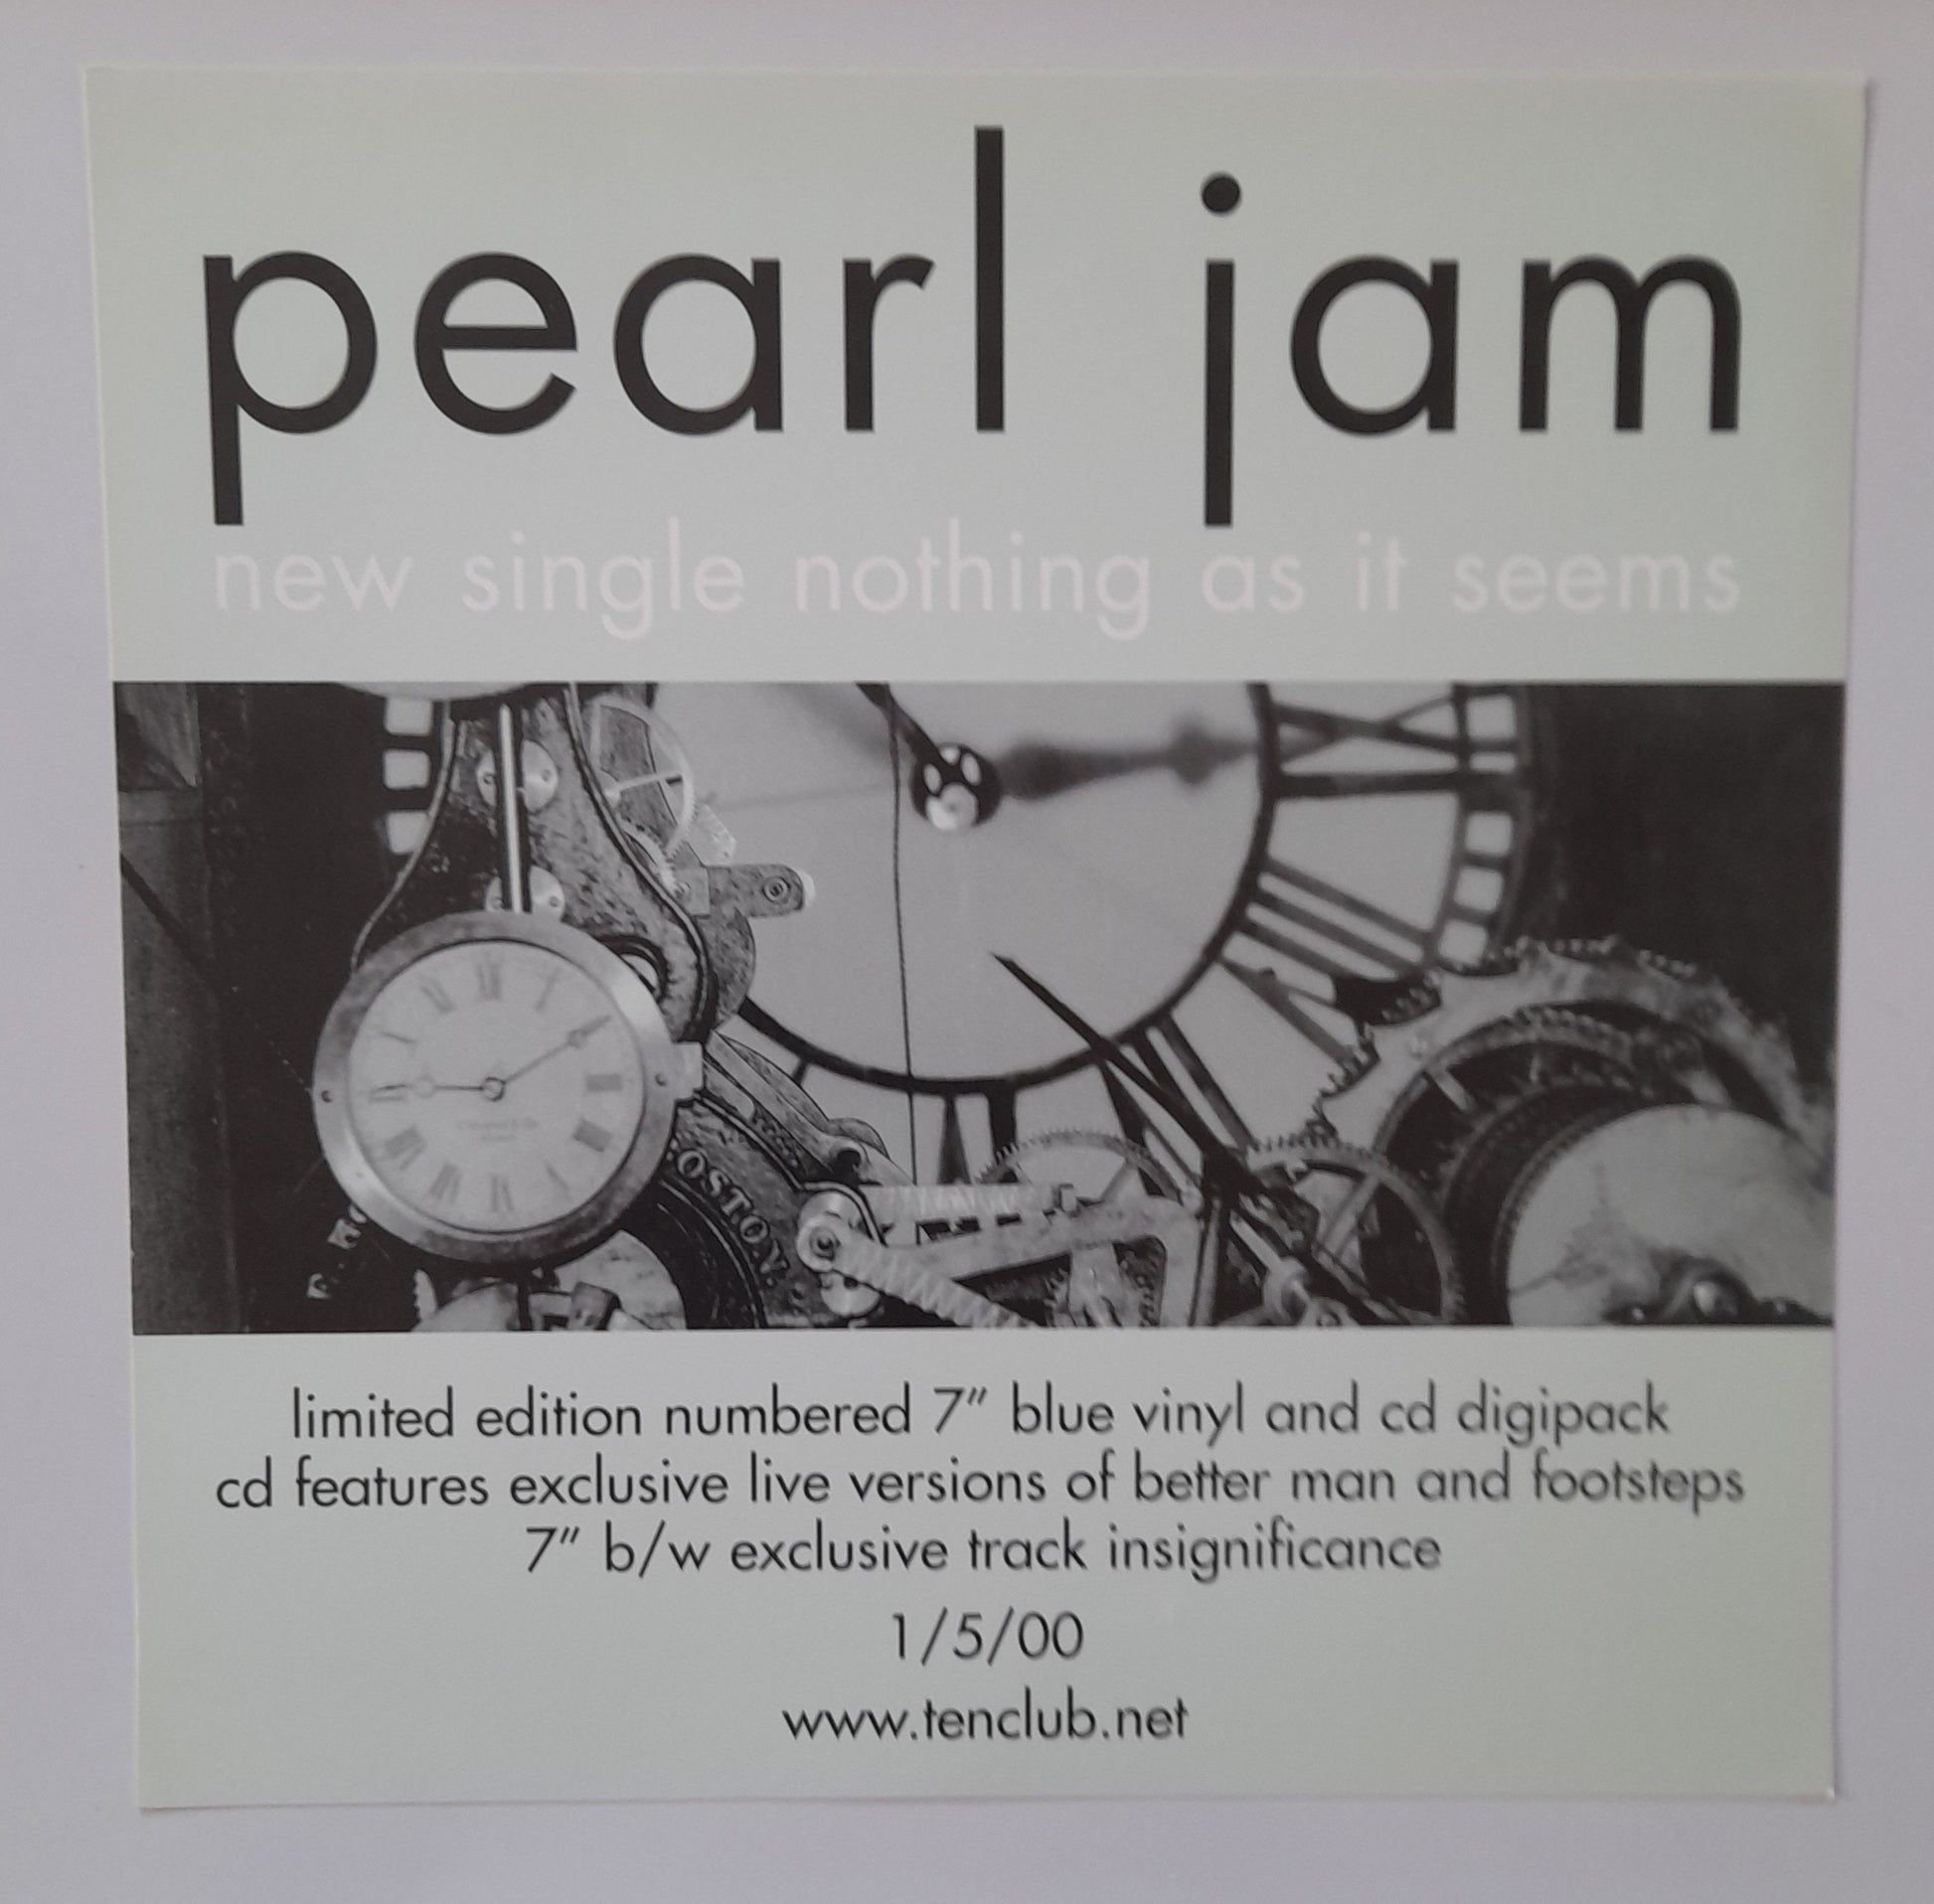 pearl jam
new single nothing as it seems
OSTON.
limited edition numbered 7" blue vinyl and cd digipack
cd features exclusive live versions of better man and footsteps
7" b/w exclusive track insignificance
1/5/00
www.tenclub.net